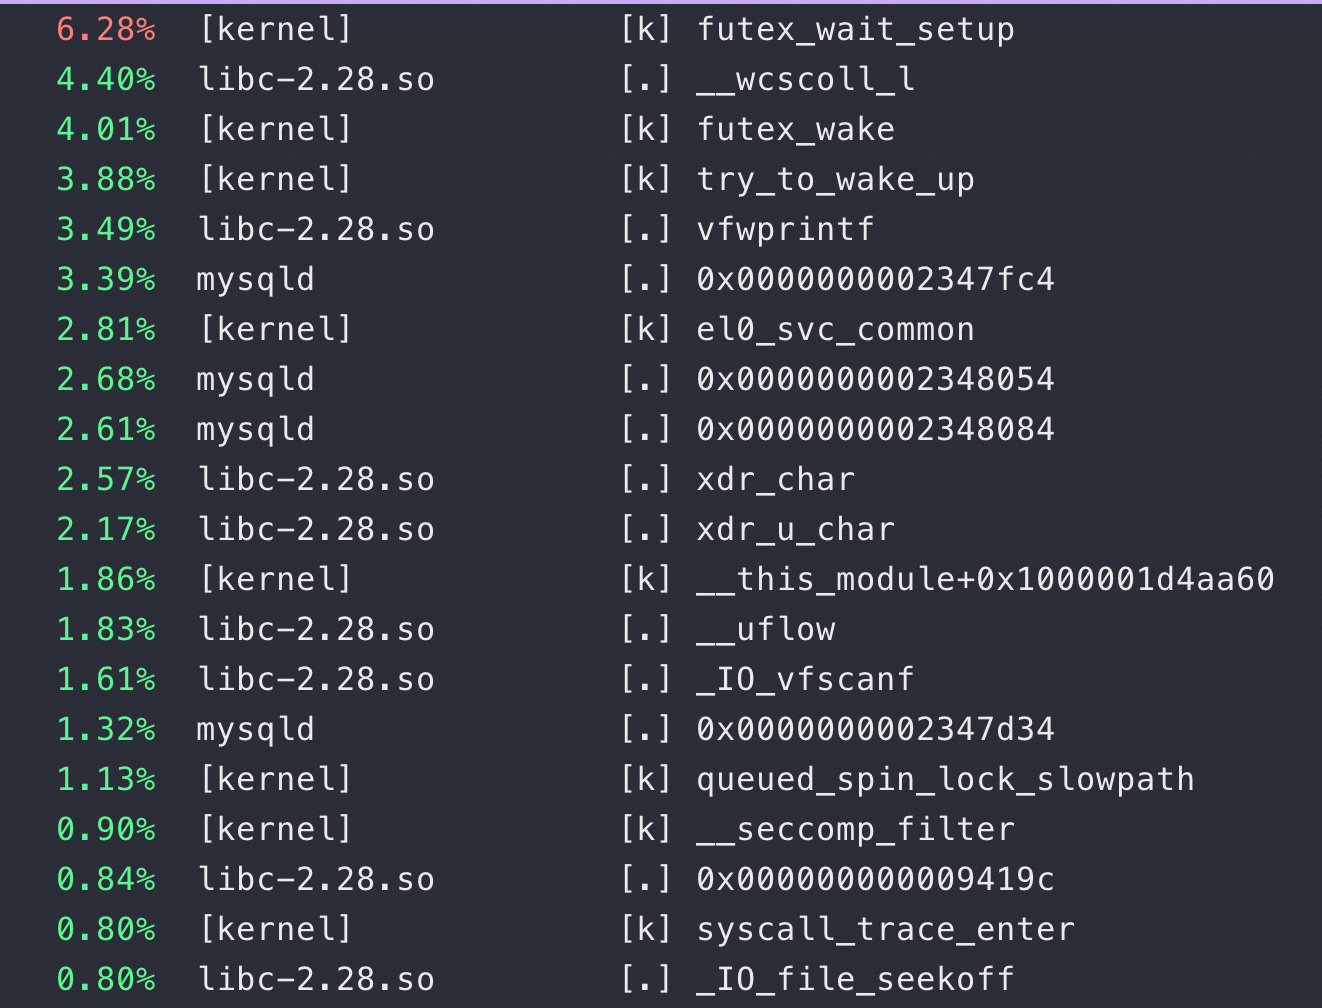 6.28% [kernel] [k] futex_wait_setup
4.40% libc-2.28.so [.] __wcscoll_l
4.01% [kernel] [k] futex_wake
3.88% [kernel] [k] try_to_wake_up
3.49% libc-2.28.so [.] vfwprintf
3.39% mysqld [.] 0x0000000002347fc4
2.81% [kernel] [k] el0_svc_common
2.68% mysqld [.] 0x0000000002348054
2.61% mysqld [.] 0x0000000002348084
2.57% libc-2.28.so [.] xdr_char
2.17% libc-2.28.so [.] xdr_u_char
1.86% [kernel] [k] __this_module+0x1000001d4aa60
1.83% libc-2.28.so [.] __uflow
1.61% libc-2.28.so [.] _IO_vfscanf
1.32% mysqld [.] 0x0000000002347d34
1.13% [kernel] [k] queued_spin_lock_slowpath
0.90% [kernel] [k] __seccomp_filter
0.84% libc-2.28.so [.] 0x000000000009419c
0.80% [kernel] [k] syscall_trace_enter
0.80% libc-2.28.so [.] _IO_file_seekoff